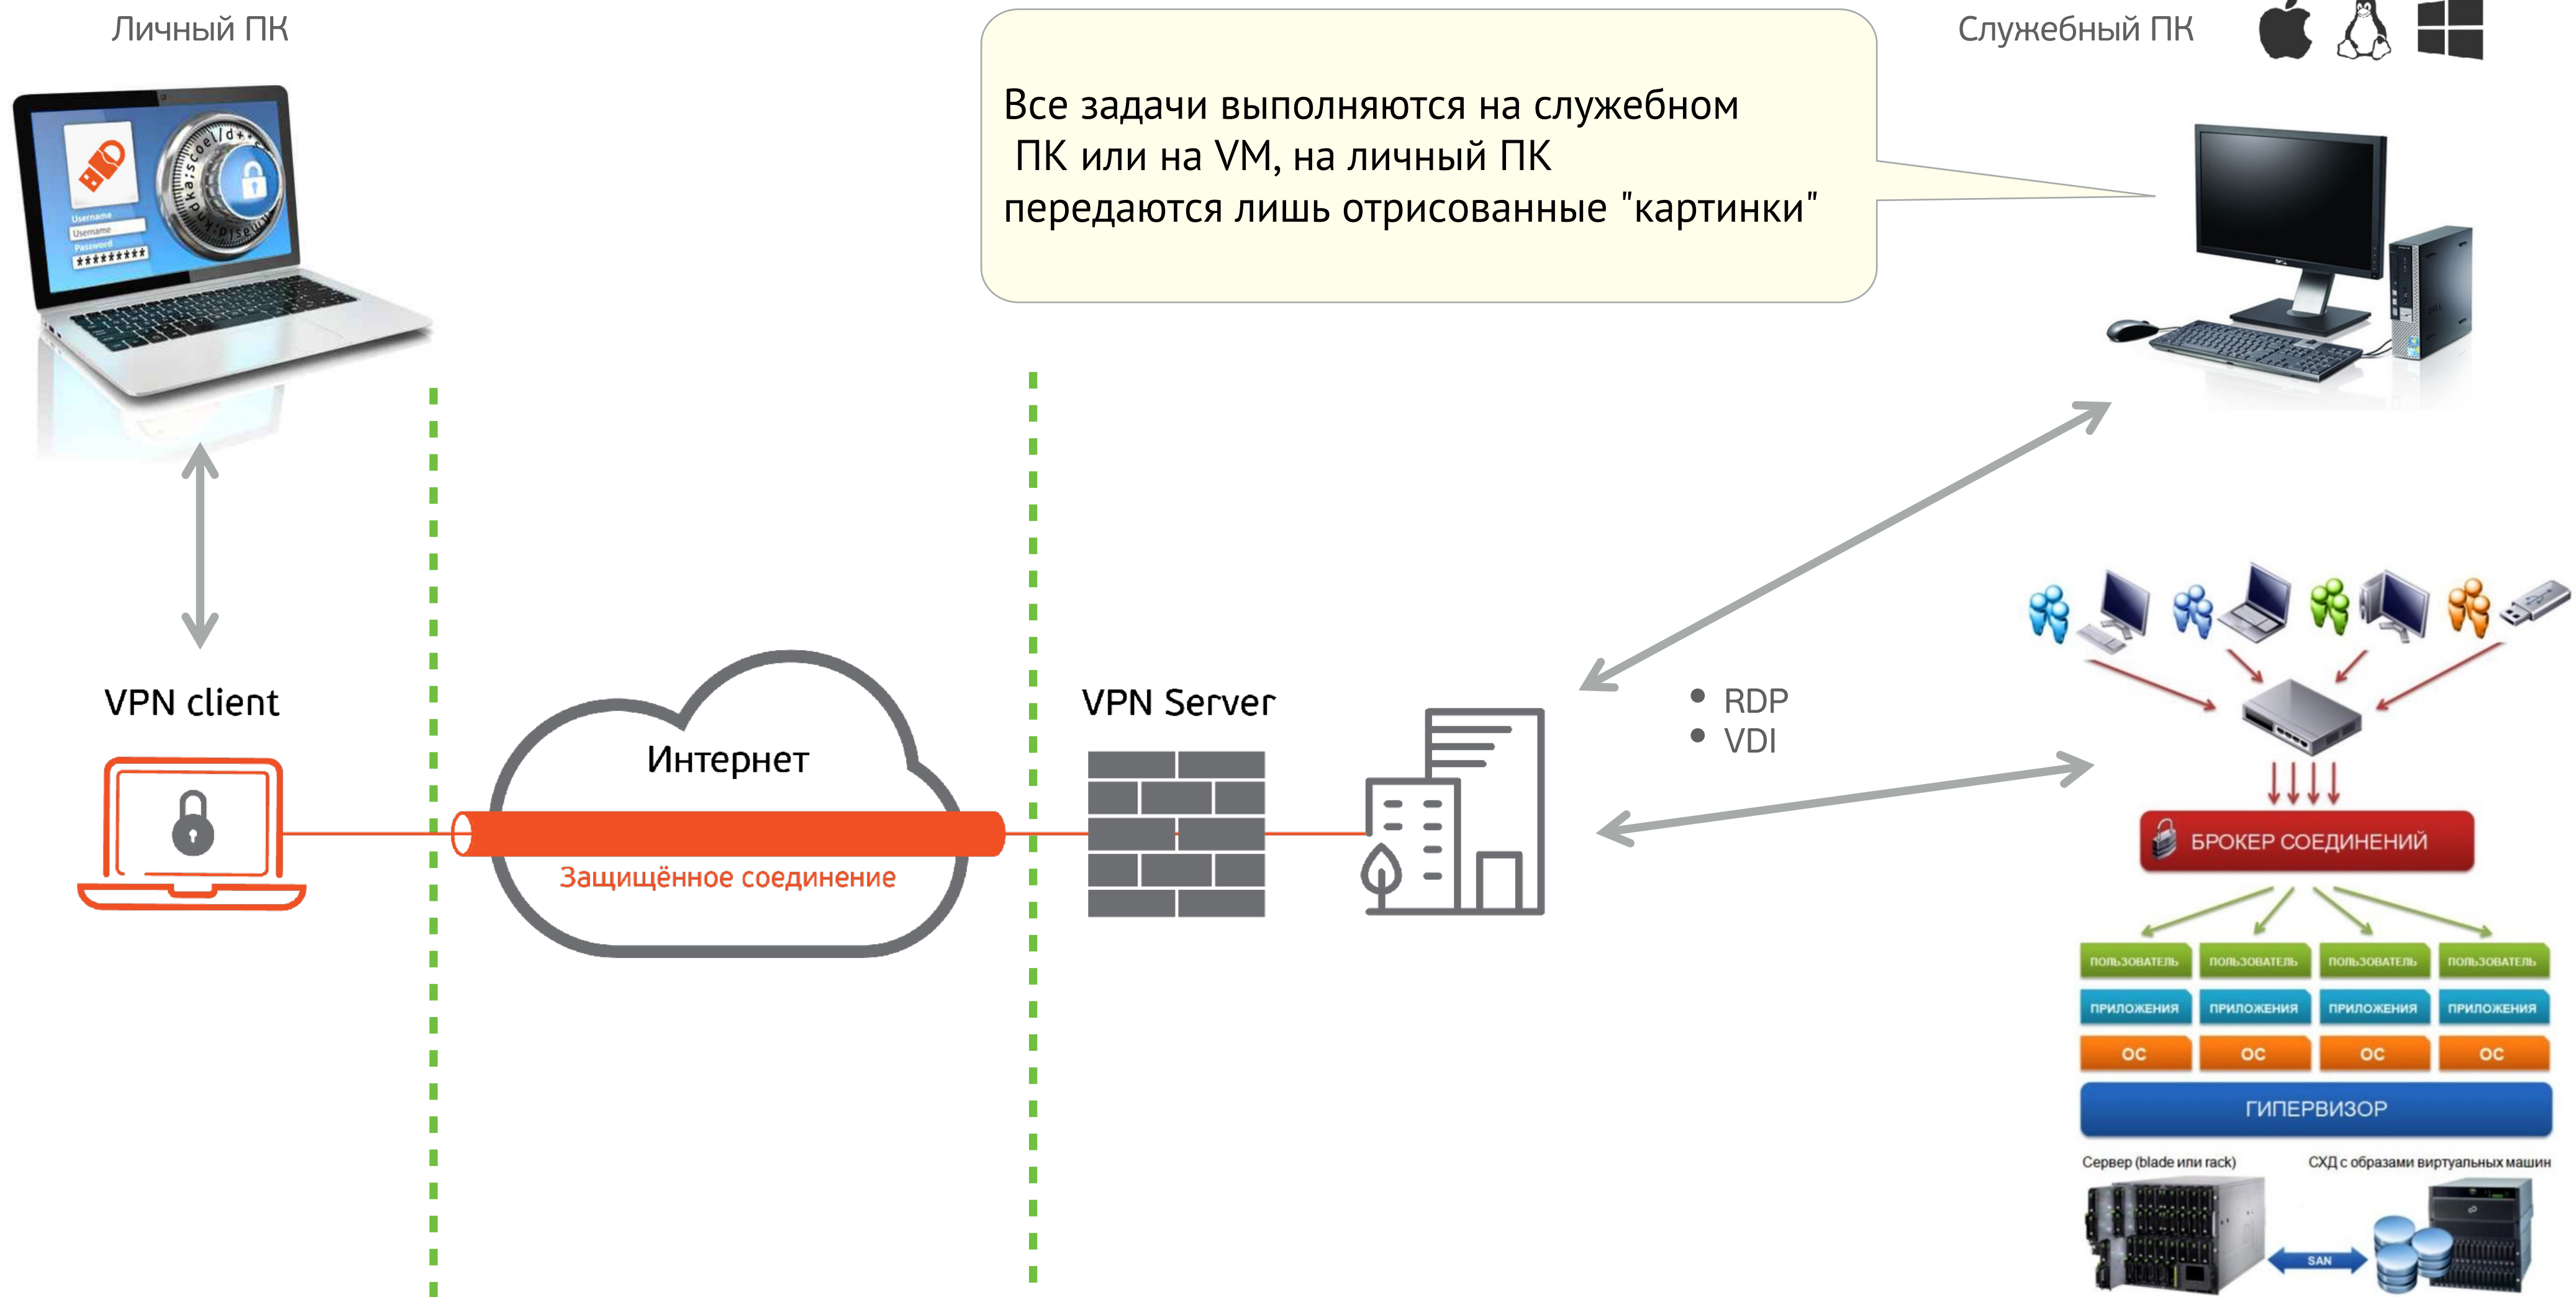 Личный ПК
Служебный ПК
Все задачи выполняются на служебном
ПК или на VM, на личный ПК
передаются лишь отрисованные "картинки"
Username
Username
Password
*********
VPN client
Интернет
Защищённое соединение
VPN Server
• RDP
• VDI
БРОКЕР СОЕДИНЕНИЙ
ПОЛЬЗОВАТЕЛЬ ПОЛЬЗОВАТЕЛЬ ПОЛЬЗОВАТЕЛЬ ПОЛЬЗОВАТЕЛЬ
ПРИЛОЖЕНИЯ ПРИЛОЖЕНИЯ ПРИЛОЖЕНИЯ ПРИЛОЖЕНИЯ
ОС ОС ОС ОС
ГИПЕРВИЗОР
Сервер (blade или rack) СХД с образами виртуальных машин
SAN